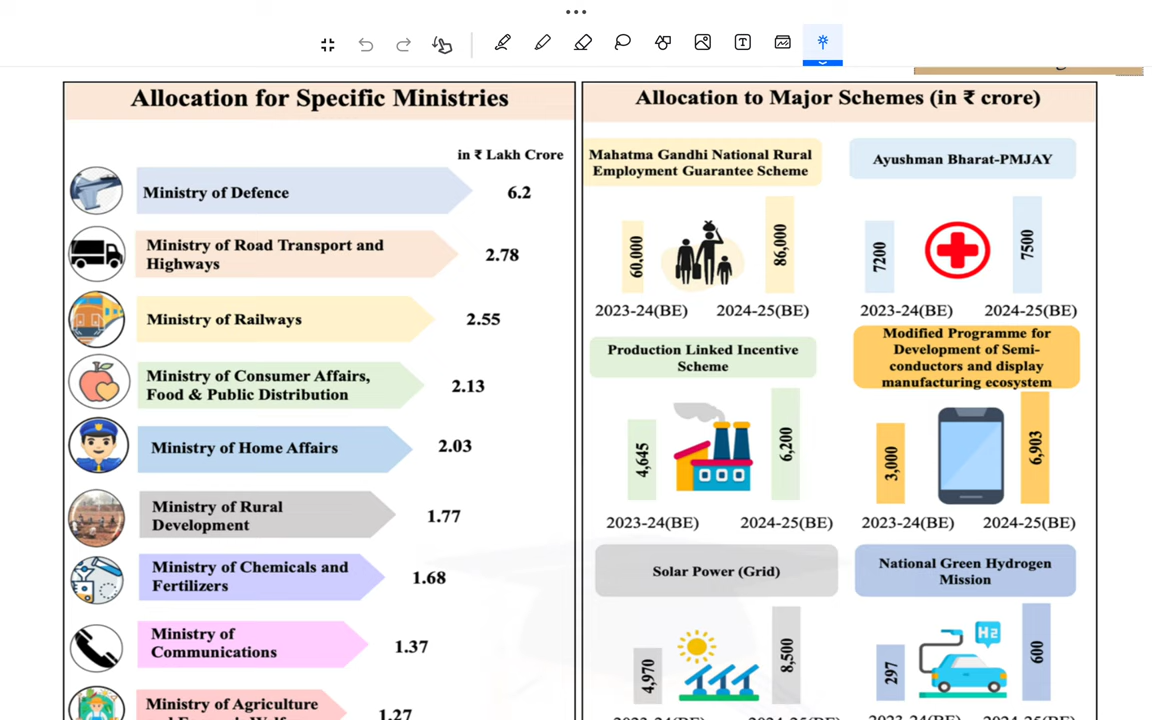 Allocation for Specific Ministries
in ₹ Lakh Crore
Ministry of Defence
6.2
Ministry of Road Transport and
Highways
2.78
Ministry of Railways
2.55
Ministry of Consumer Affairs,
Food & Public Distribution
2.13
Ministry of Home Affairs
2.03
Ministry of Rural
Development
1.77
Ministry of Chemicals and
Fertilizers
1.68
Ministry of
Communications
1.37
Ministry of Agriculture
1.27
Allocation to Major Schemes (in ₹ crore)
Mahatma Gandhi National Rural
Employment Guarantee Scheme
60,000
86,000
2023-24(BE)
2024-25(BE)
Ayushman Bharat-PMJAY
7200
7500
2023-24(BE)
2024-25(BE)
Production Linked Incentive
Scheme
4,645
6,200
2023-24(BE)
2024-25(BE)
Modified Programme for
Development of Semi-
conductors and display
manufacturing ecosystem
3,000
6,903
2023-24(BE)
2024-25(BE)
Solar Power (Grid)
4,970
8,500
National Green Hydrogen
Mission
297
H2
600